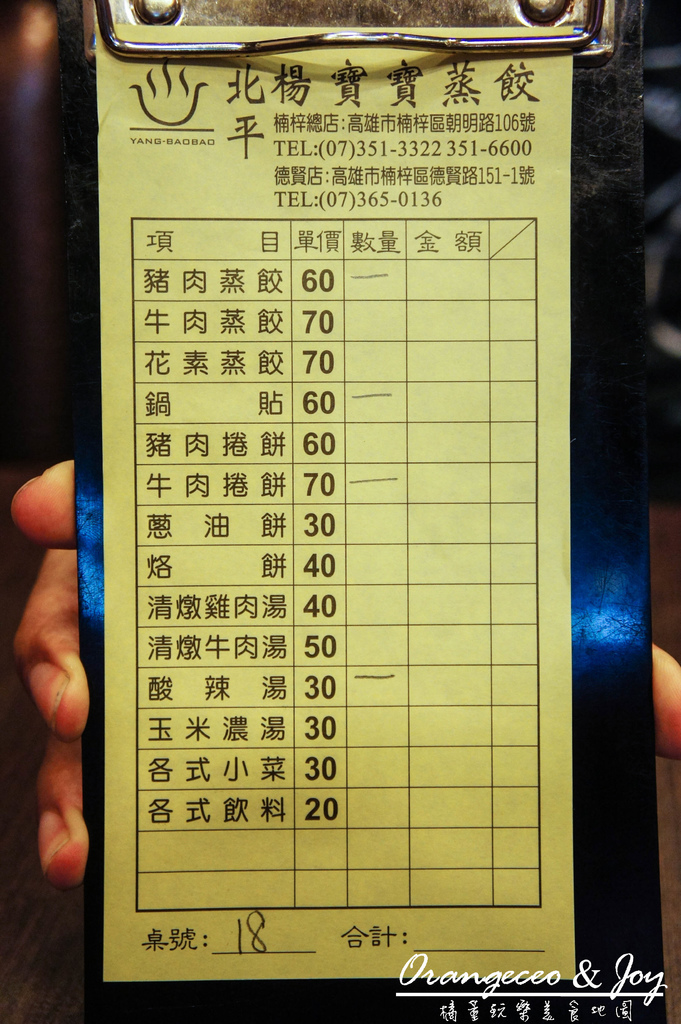 北平楊寶寶蒸餃
YANG-BAOBAO
楠梓總店:高雄市楠梓區朝明路106號
TEL:(07)351-3322 351-6600
德賢店:高雄市楠梓區德賢路151-1號
TEL:(07)365-0136
項目 單價 數量 金額
豬肉蒸餃 60 一
牛肉蒸餃 70
花素蒸餃 70
鍋貼 60 一
豬肉捲餅 60
牛肉捲餅 70 一
蔥油餅 30
烙餅 40
清燉雞肉湯 40
清燉牛肉湯 50
酸辣湯 30 一
玉米濃湯 30
各式小菜 30
各式飲料 20
桌號: 18 合計:
Orangeceo & Joy
橘童玩樂美食地圖